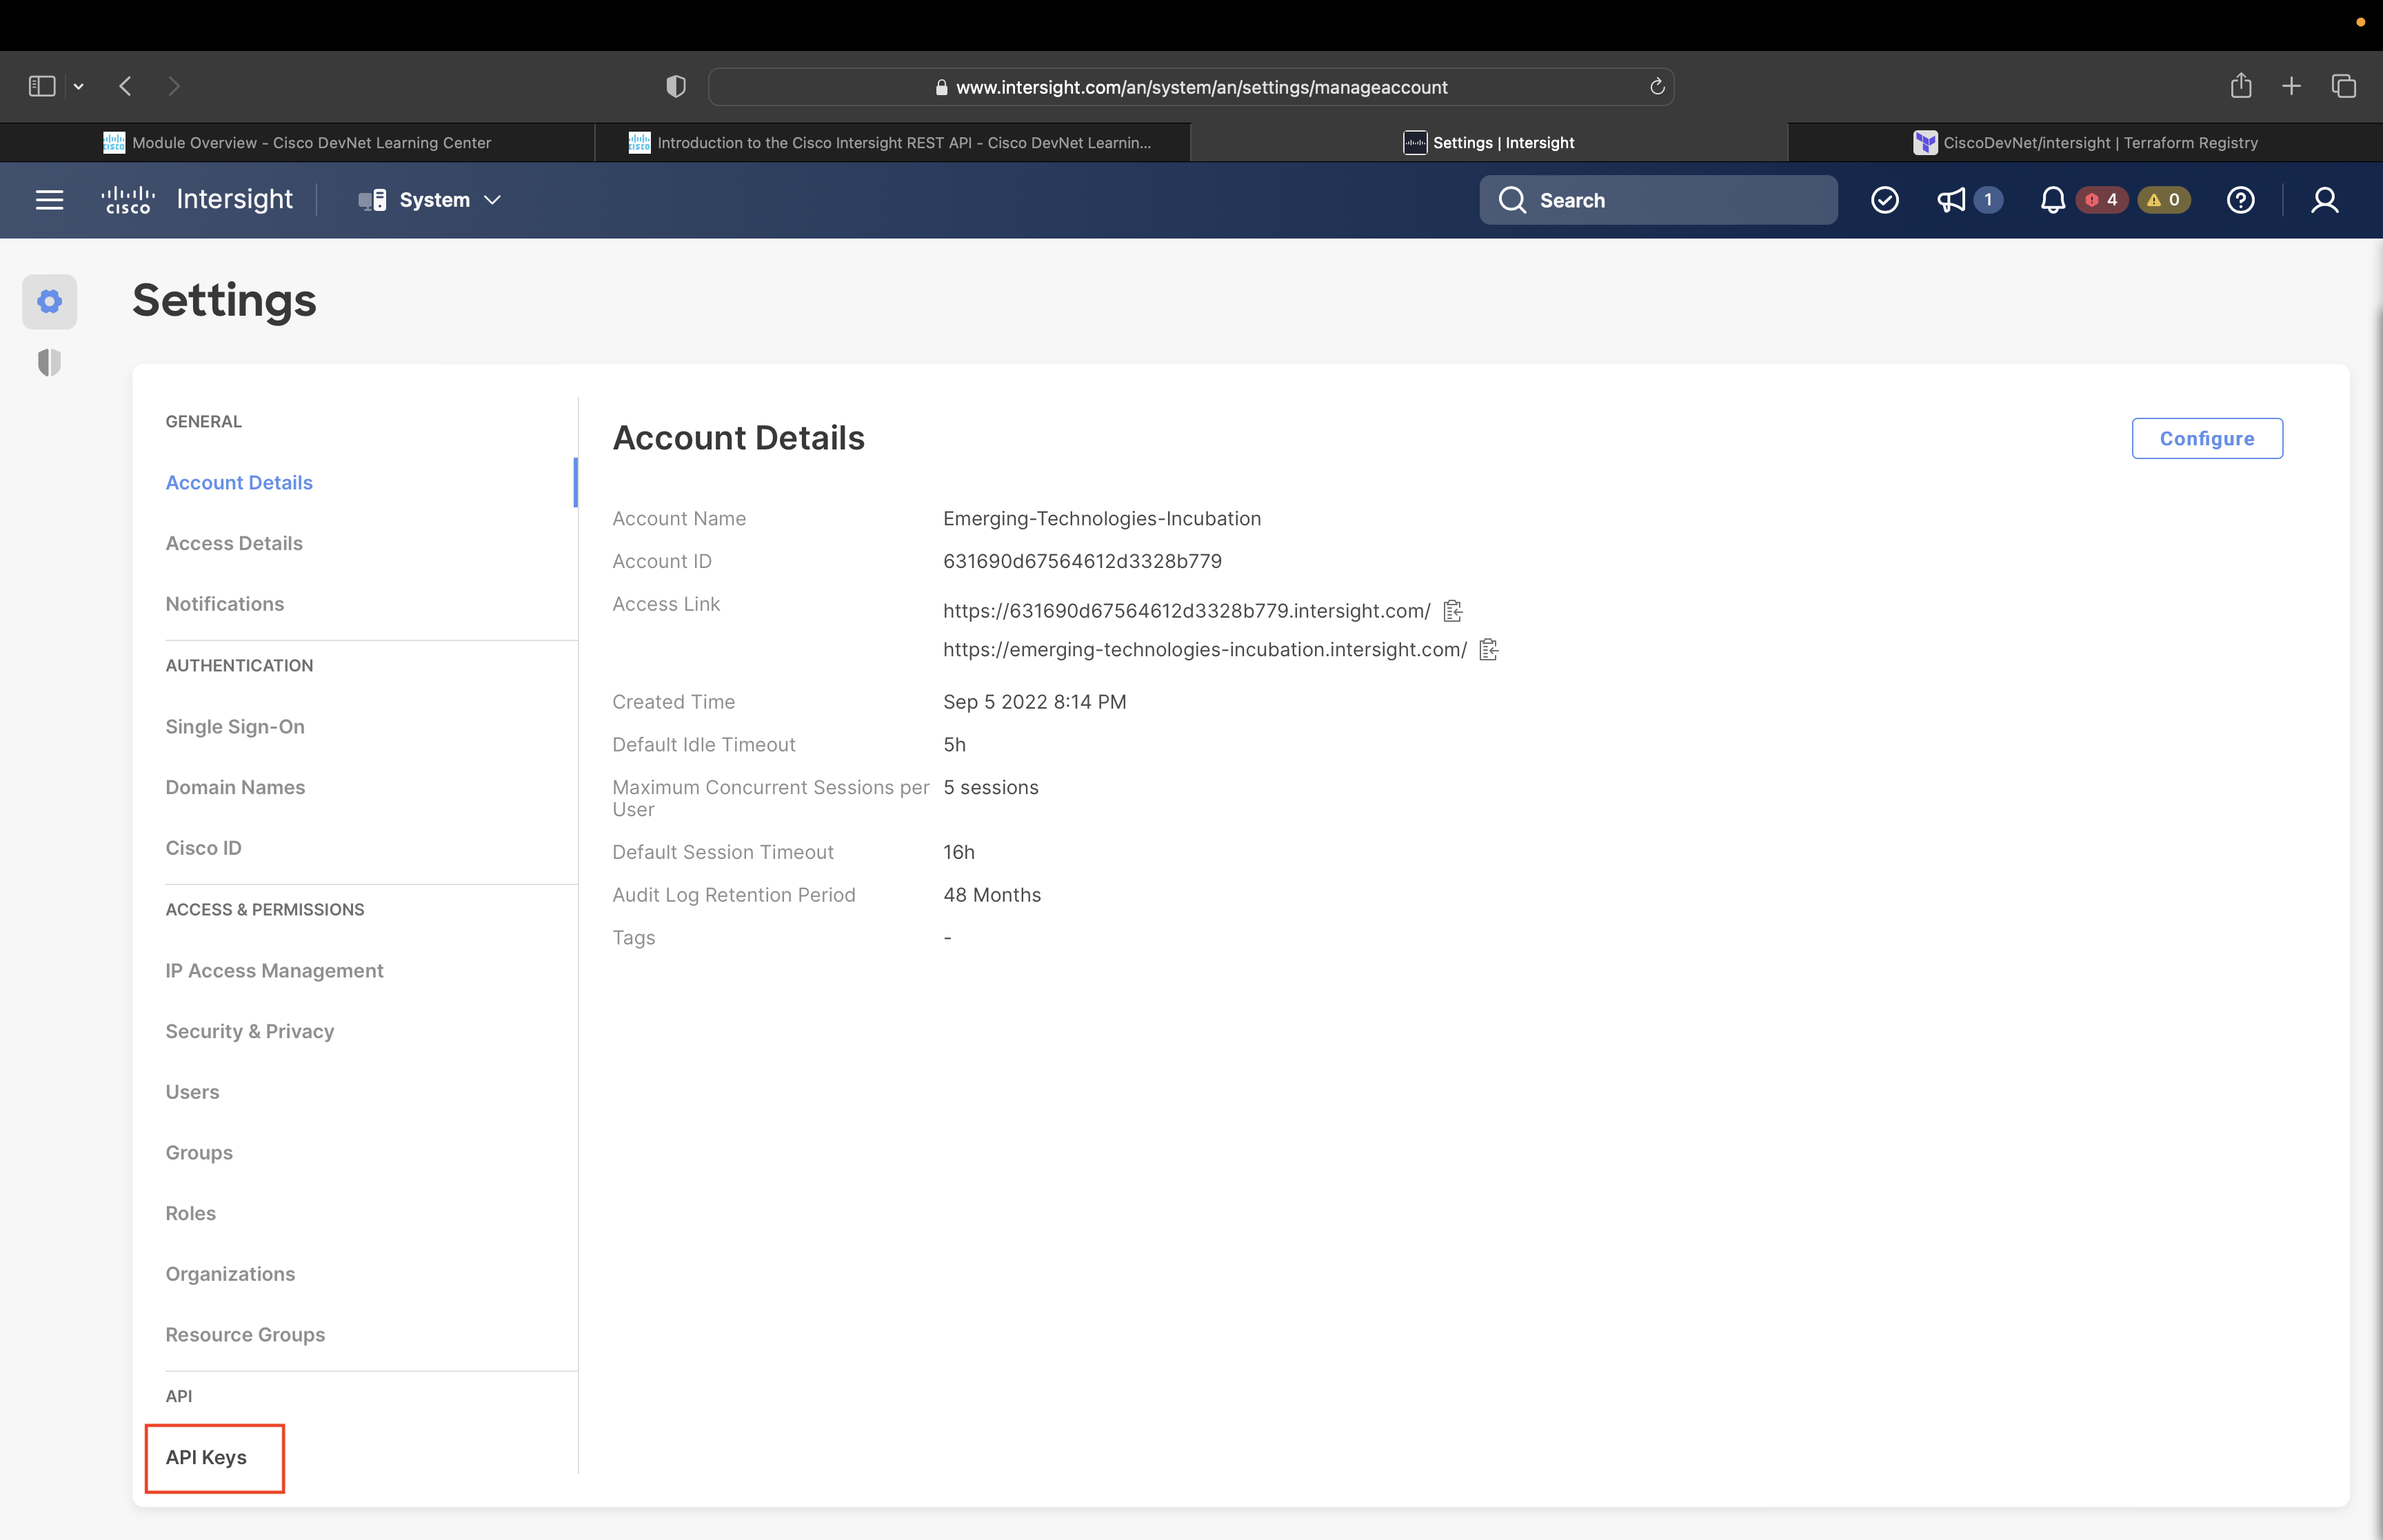 www.intersight.com/an/system/an/settings/manageaccount
Module Overview - Cisco DevNet Learning Center
Introduction to the Cisco Intersight REST API - Cisco DevNet Learnin...
Settings | Intersight
CiscoDevNet/intersight | Terraform Registry
CISCO Intersight
System
Search
1
4
0
Settings
GENERAL
Account Details
Access Details
Notifications
AUTHENTICATION
Single Sign-On
Domain Names
Cisco ID
ACCESS & PERMISSIONS
IP Access Management
Security & Privacy
Users
Groups
Roles
Organizations
Resource Groups
API
API Keys
Account Details
Configure
Account Name Emerging-Technologies-Incubation
Account ID 631690d67564612d3328b779
Access Link https://631690d67564612d3328b779.intersight.com/
https://emerging-technologies-incubation.intersight.com/
Created Time Sep 5 2022 8:14 PM
Default Idle Timeout 5h
Maximum Concurrent Sessions per 5 sessions
User
Default Session Timeout 16h
Audit Log Retention Period 48 Months
Tags -